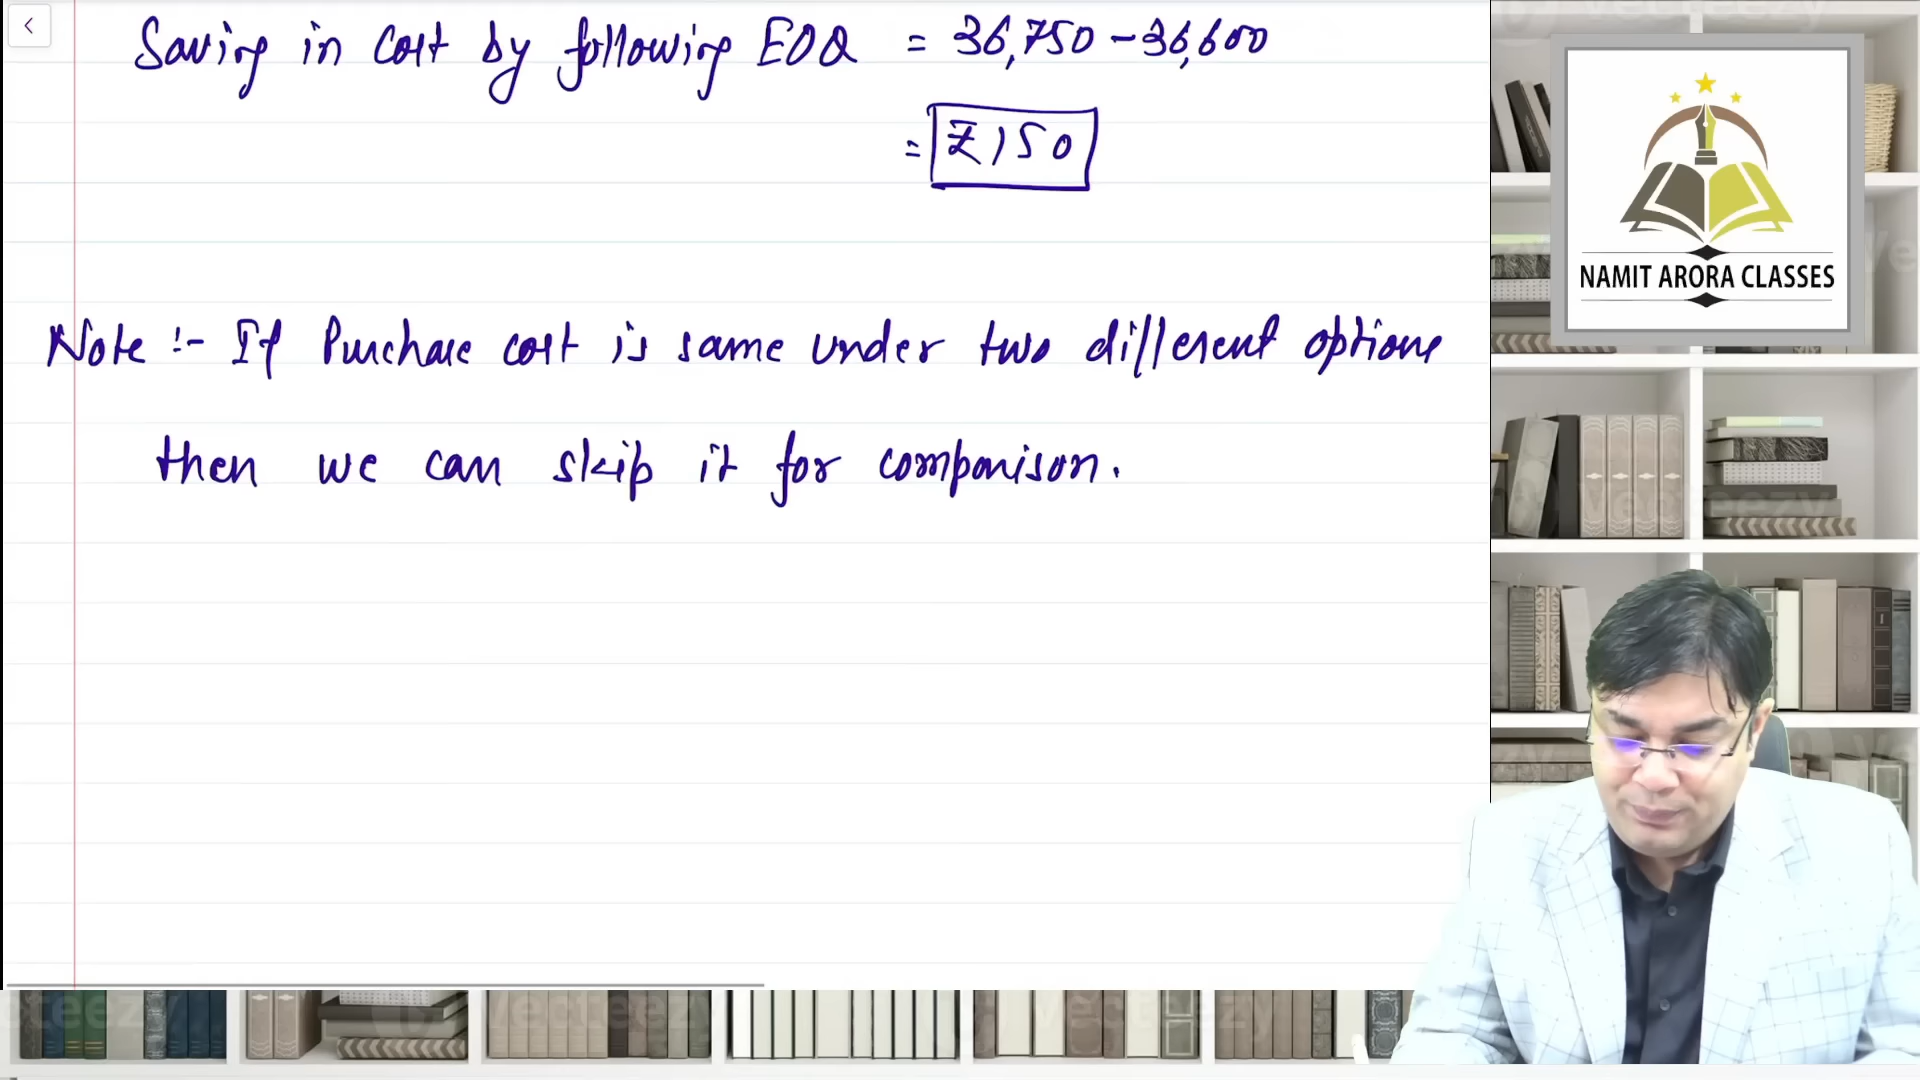 Saving in cost by following EOQ = 36,750 - 36,600
= ₹150
Note :- If Purchase cost is same under two different options
then we can skip it for comparison.
NAMIT ARORA CLASSES